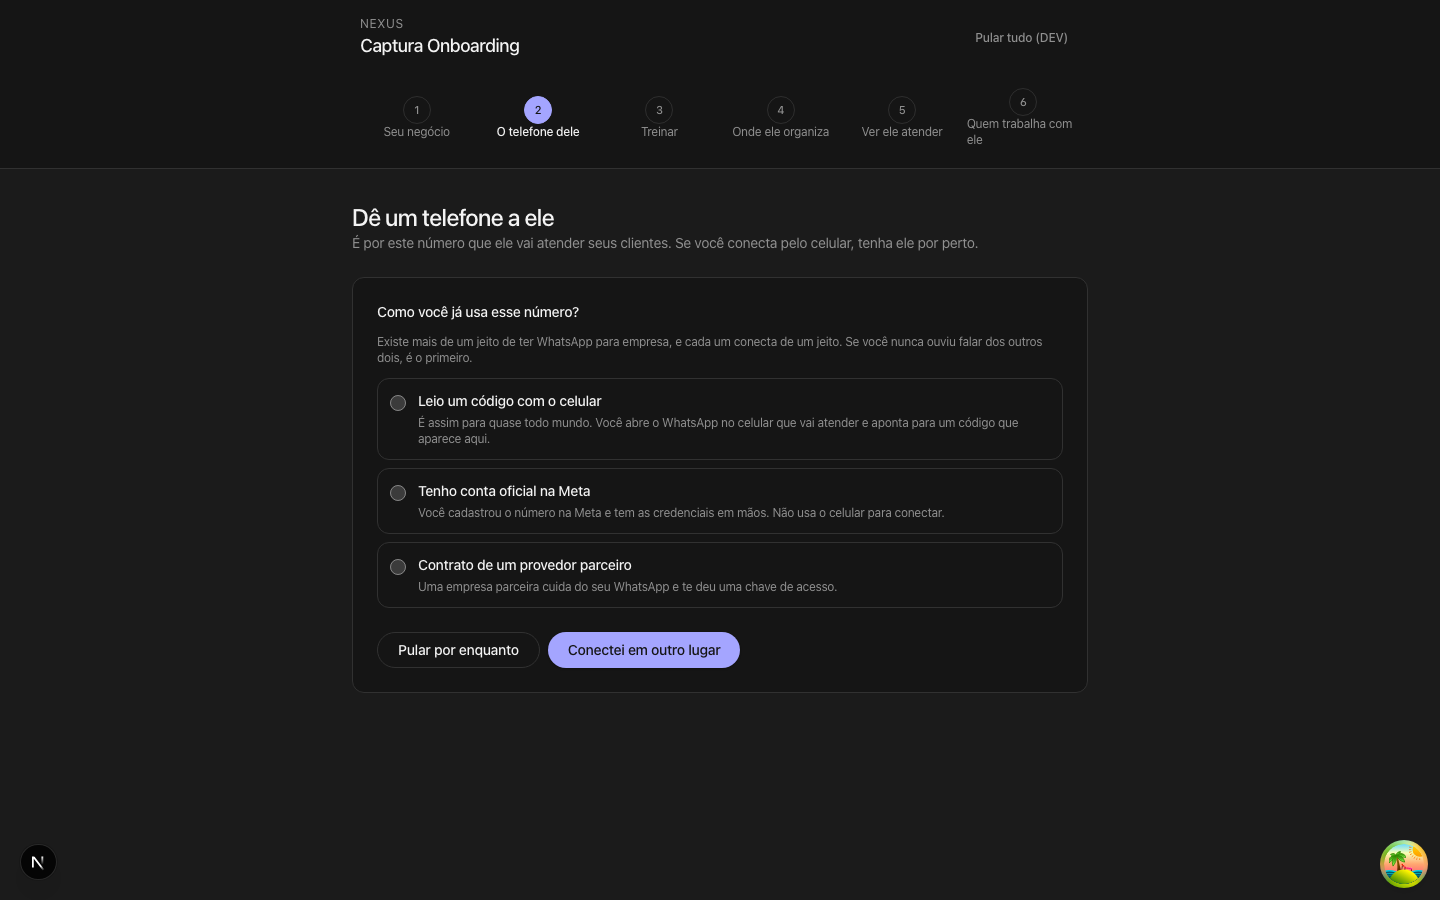 NEXUS
Captura Onboarding
Pular tudo (DEV)
1
Seu negócio
2
O telefone dele
3
Treinar
4
Onde ele organiza
5
Ver ele atender
6
Quem trabalha com
ele
Dê um telefone a ele
É por este número que ele vai atender seus clientes. Se você conecta pelo celular, tenha ele por perto.
Como você já usa esse número?
Existe mais de um jeito de ter WhatsApp para empresa, e cada um conecta de um jeito. Se você nunca ouviu falar dos outros
dois, é o primeiro.
Leio um código com o celular
É assim para quase todo mundo. Você abre o WhatsApp no celular que vai atender e aponta para um código que
aparece aqui.
Tenho conta oficial na Meta
Você cadastrou o número na Meta e tem as credenciais em mãos. Não usa o celular para conectar.
Contrato de um provedor parceiro
Uma empresa parceira cuida do seu WhatsApp e te deu uma chave de acesso.
Pular por enquanto
Conectei em outro lugar
N